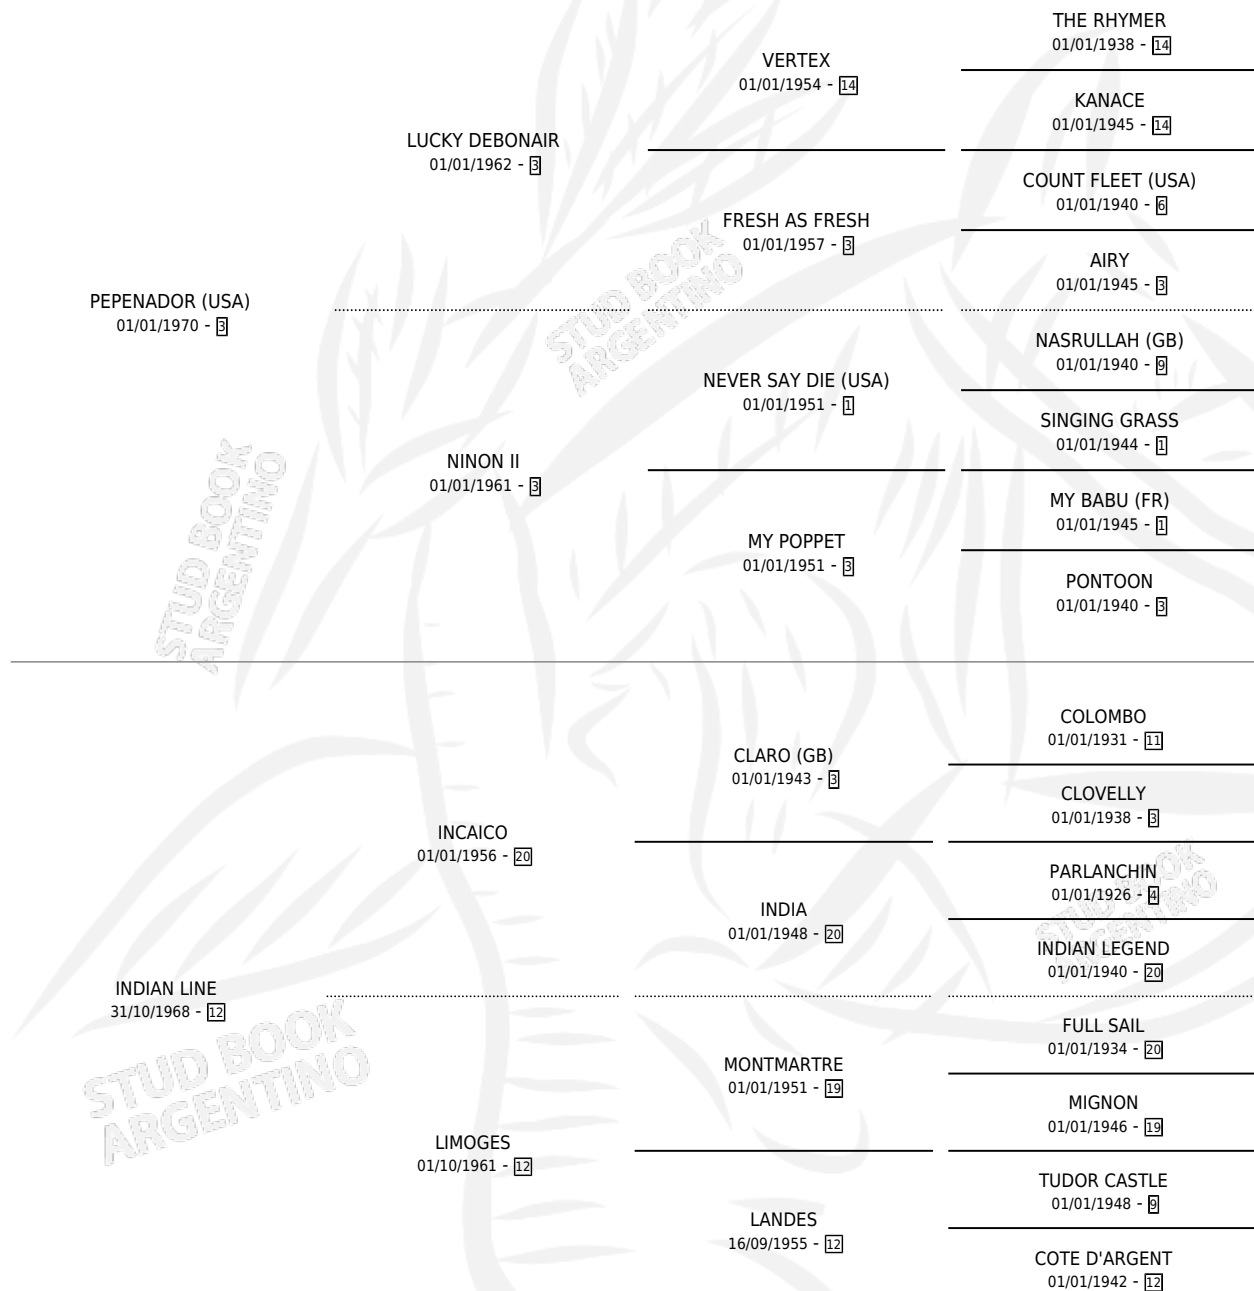 THE RHYMER
01/01/1938 - 14
VERTEX
01/01/1954 - 14
KANACE
01/01/1945 - 14
LUCKY DEBONAIR
01/01/1962 - 3
COUNT FLEET (USA)
01/01/1940 - 6
FRESH AS FRESH
01/01/1957 - 3
AIRY
01/01/1945 - 3
PEPENADOR (USA)
01/01/1970 - 3
NASRULLAH (GB)
01/01/1940 - 9
NEVER SAY DIE (USA)
01/01/1951 - 1
SINGING GRASS
01/01/1944 - 1
NINON II
01/01/1961 - 3
MY BABU (FR)
01/01/1945 - 1
MY POPPET
01/01/1951 - 3
PONTOON
01/01/1940 - 3
COLOMBO
01/01/1931 - 11
CLARO (GB)
01/01/1943 - 3
CLOVELLY
01/01/1938 - 3
INCAICO
01/01/1956 - 20
PARLANCHIN
01/01/1926 - 4
INDIA
01/01/1948 - 20
INDIAN LEGEND
01/01/1940 - 20
INDIAN LINE
31/10/1968 - 12
FULL SAIL
01/01/1934 - 20
MONTMARTRE
01/01/1951 - 19
MIGNON
01/01/1946 - 19
LIMOGES
01/10/1961 - 12
TUDOR CASTLE
01/01/1948 - 9
LANDES
16/09/1955 - 12
COTE D'ARGENT
01/01/1942 - 12
STUD BOOK
ARGENTINO
STUD BOOK
ARGENTINO
STUD BOOK
ARGENTINO
STUD BOOK
ARGENTINO